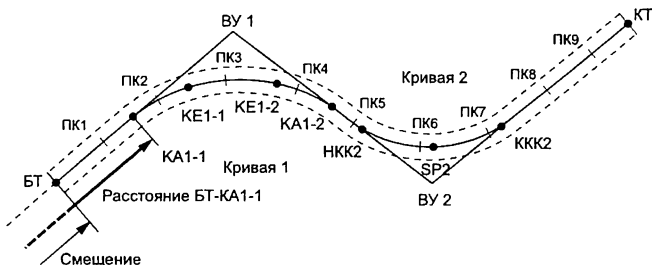 КТ
ВУ 1
ПК9
ПК3
ПК2
ПК4
Кривая 2
ПК8
ПК1
КЕ1-1
КЕ1-2
ПК5
ПК7
КА1-2
ПК6
КА1-1
НКК2
ККК2
БТ
Кривая 1
SP2
Расстояние БТ-КА1-1
ВУ 2
Смещение